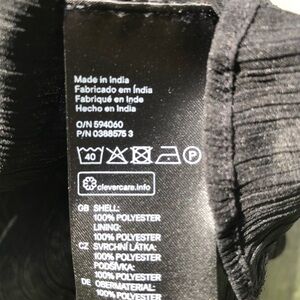 Made in India
Fabricado em Índia
Fabriqué en Inde
Hecho en India
O/N 594060
P/N 0388575 3
40
P
clevercare.info
GB SHELL:
100% POLYESTER
LINING:
100% POLYESTER
CZ SVRCHNÍ LÁTKA:
100% POLYESTER
PODŠÍVKA:
100% POLYESTER
DE OBERMATERIAL:
100% POLYESTER